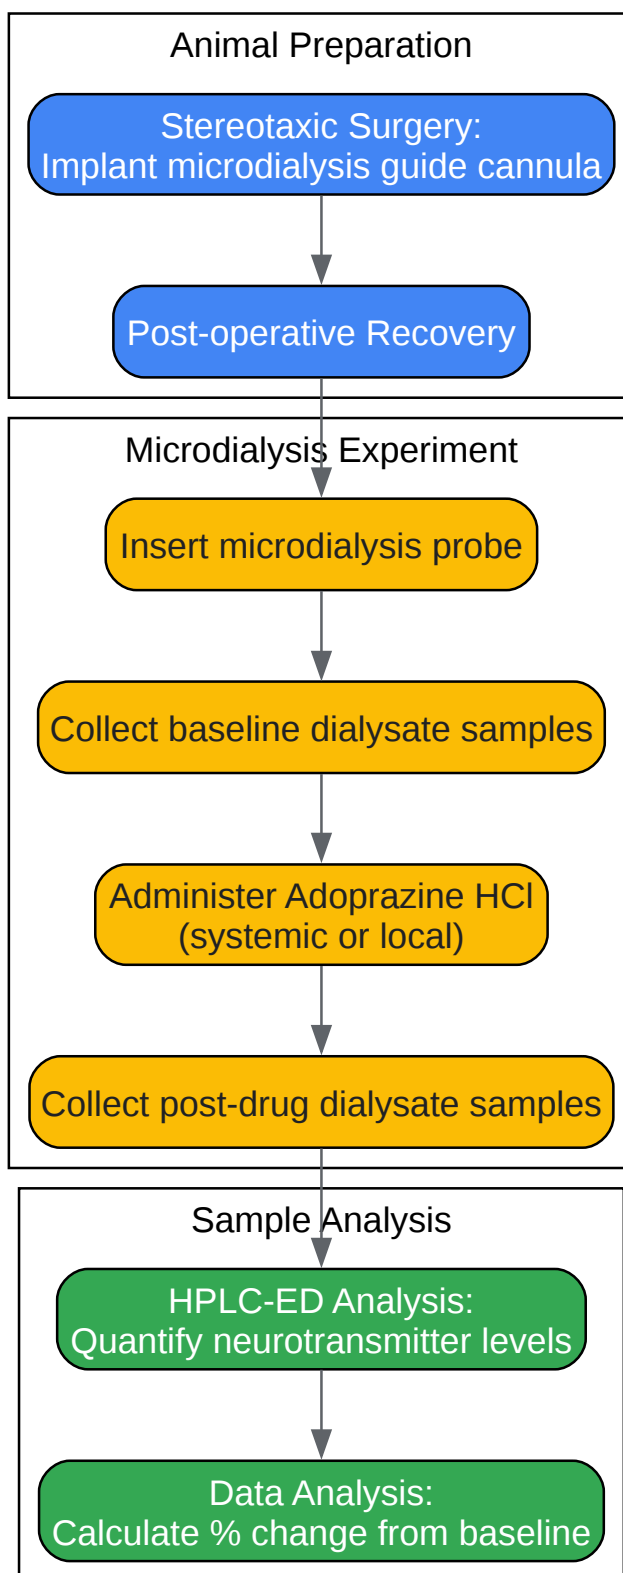 Animal Preparation
Stereotaxic Surgery:
Implant microdialysis guide cannula
Post-operative Recovery
Microdialysis Experiment
Insert microdialysis probe
Collect baseline dialysate samples
Administer Adoprazine HCl
(systemic or local)
Collect post-drug dialysate samples
Sample Analysis
HPLC-ED Analysis:
Quantify neurotransmitter levels
Data Analysis:
Calculate % change from baseline